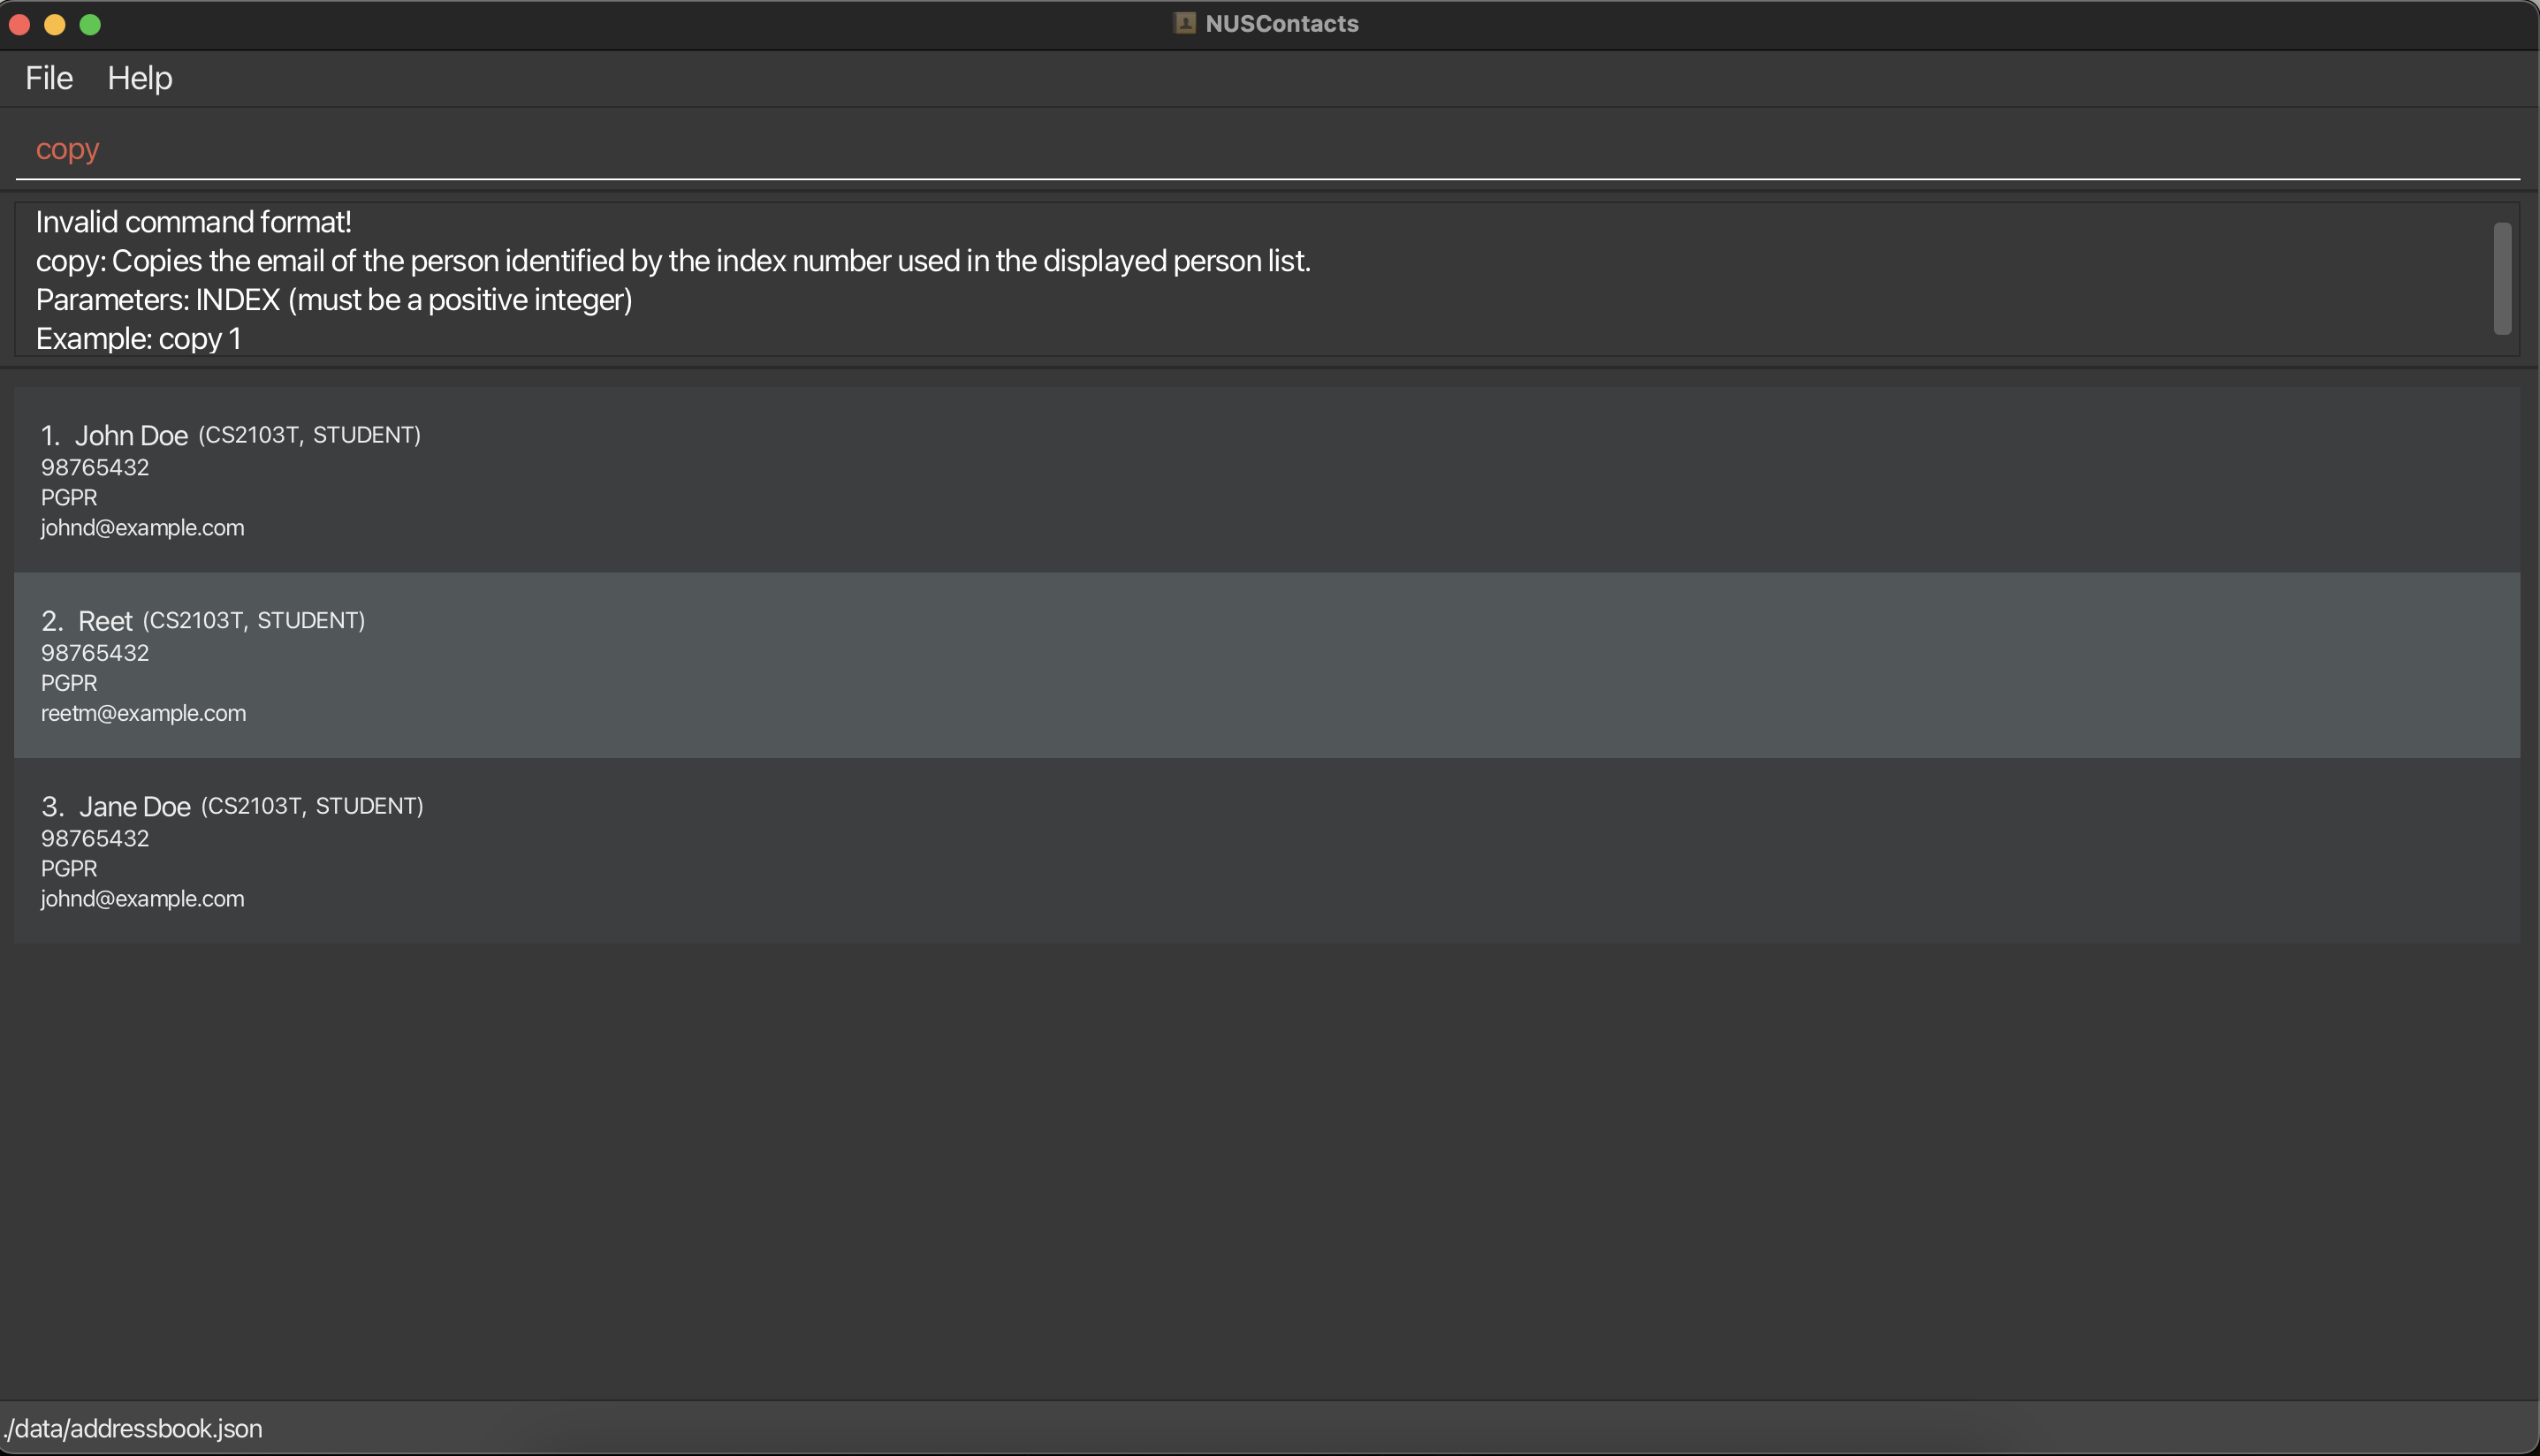 NUSContacts
File Help
copy
Invalid command format!
copy: Copies the email of the person identified by the index number used in the displayed person list.
Parameters: INDEX (must be a positive integer)
Example: copy 1
1. John Doe (CS2103T, STUDENT)
98765432
PGPR
johnd@example.com
2. Reet (CS2103T, STUDENT)
98765432
PGPR
reetm@example.com
3. Jane Doe (CS2103T, STUDENT)
98765432
PGPR
johnd@example.com
./data/addressbook.json